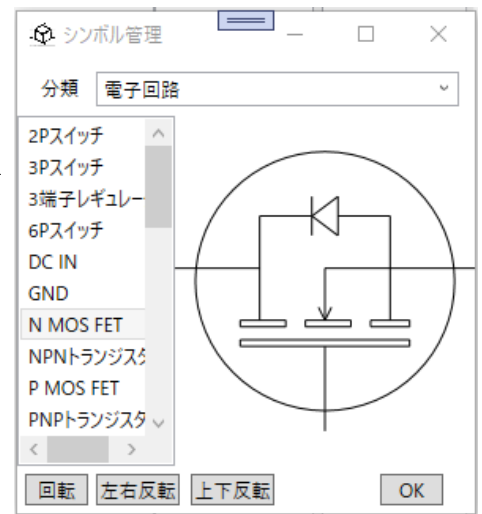 シンボル管理
分類
電子回路
2Pスイッチ
3Pスイッチ
3端子レギュレー
6Pスイッチ
DC IN
GND
N MOS FET
NPNトランジスタ
P MOS FET
PNPトランジスタ
回転
左右反転
上下反転
OK